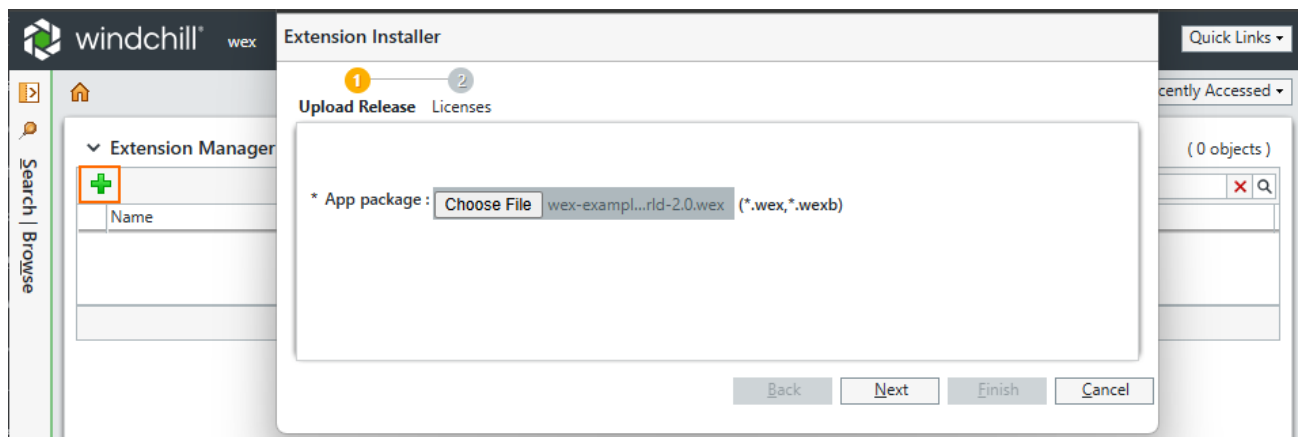 windchill® wex
Extension Installer
Quick Links
1
2
Upload Release Licenses
cently Accessed
Search | Browse
Extension Manager
( 0 objects )
Name
* App package : Choose File wex-exampl...rld-2.0.wex (*.wex,*.wexb)
Back Next Finish Cancel